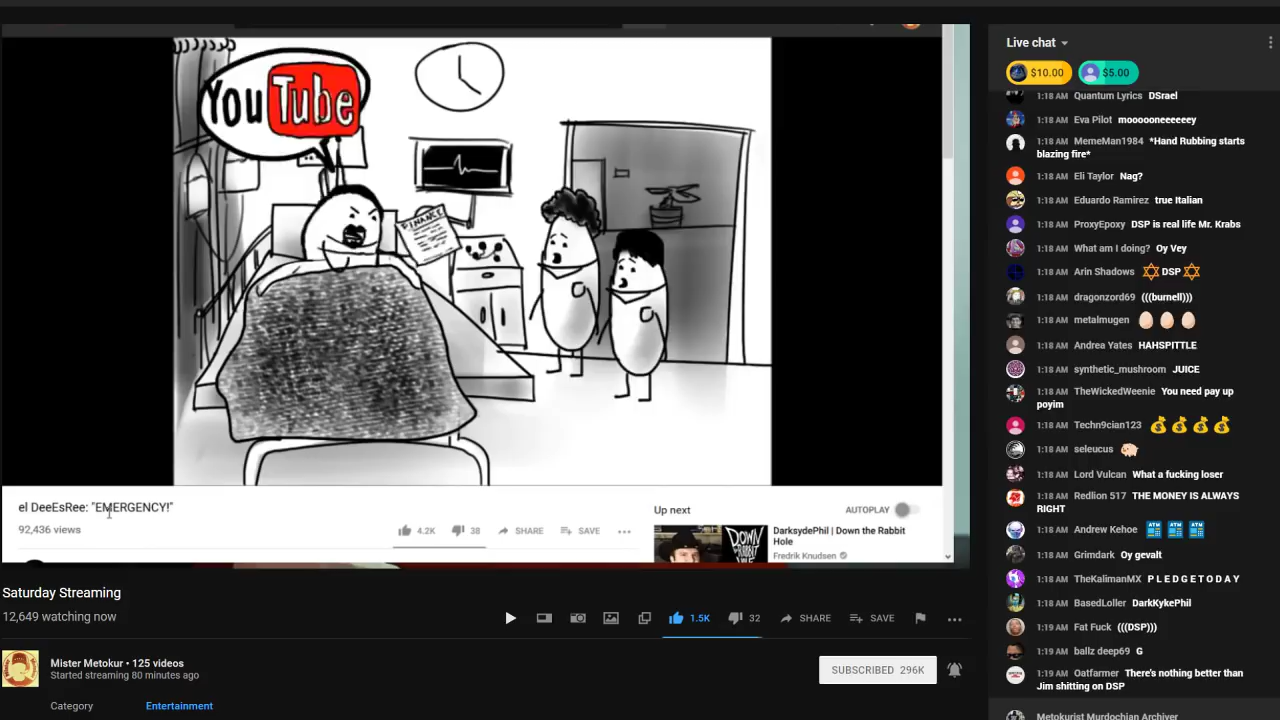 YouTube
FINANCE
el DeeEsRee: "EMERGENCY!"
92,436 views
4.2K
38
SHARE
SAVE
Up next
AUTOPLAY
DarksydePhil | Down the Rabbit
Hole
Fredrik Knudsen
DOWN
THE
RABBIT
Saturday Streaming
12,649 watching now
1.5K
32
SHARE
SAVE
Mister Metokur • 125 videos
Started streaming 80 minutes ago
SUBSCRIBED 296K
Category
Entertainment
Live chat
$10.00
$5.00
Quantum Lyrics DSrael
1:18 AM Eva Pilot moooooneeeeeey
1:18 AM MemeMan1984 *Hand Rubbing starts
blazing fire*
1:18 AM Eli Taylor Nag?
1:18 AM Eduardo Ramirez true Italian
1:18 AM ProxyEpoxy DSP is real life Mr. Krabs
1:18 AM What am I doing? Oy Vey
1:18 AM Arin Shadows DSP
1:18 AM dragonzord69 (((burnell)))
1:18 AM metalmugen
1:18 AM Andrea Yates HAHSPITTLE
1:18 AM synthetic_mushroom JUICE
1:18 AM TheWickedWeenie You need pay up
poyim
1:18 AM Techn9cian123
1:18 AM seleucus
1:18 AM Lord Vulcan What a fucking loser
1:18 AM Redlion 517 THE MONEY IS ALWAYS
RIGHT
1:18 AM Andrew Kehoe
1:18 AM Grimdark Oy gevalt
1:18 AM TheKalimanMX P L E D G E T O D A Y
1:18 AM BasedLoller DarkKykePhil
1:19 AM Fat Fuck (((DSP)))
1:19 AM ballz deep69 G
1:19 AM Oatfarmer There's nothing better than
Jim shitting on DSP
Metokurist Murdochian Archiver